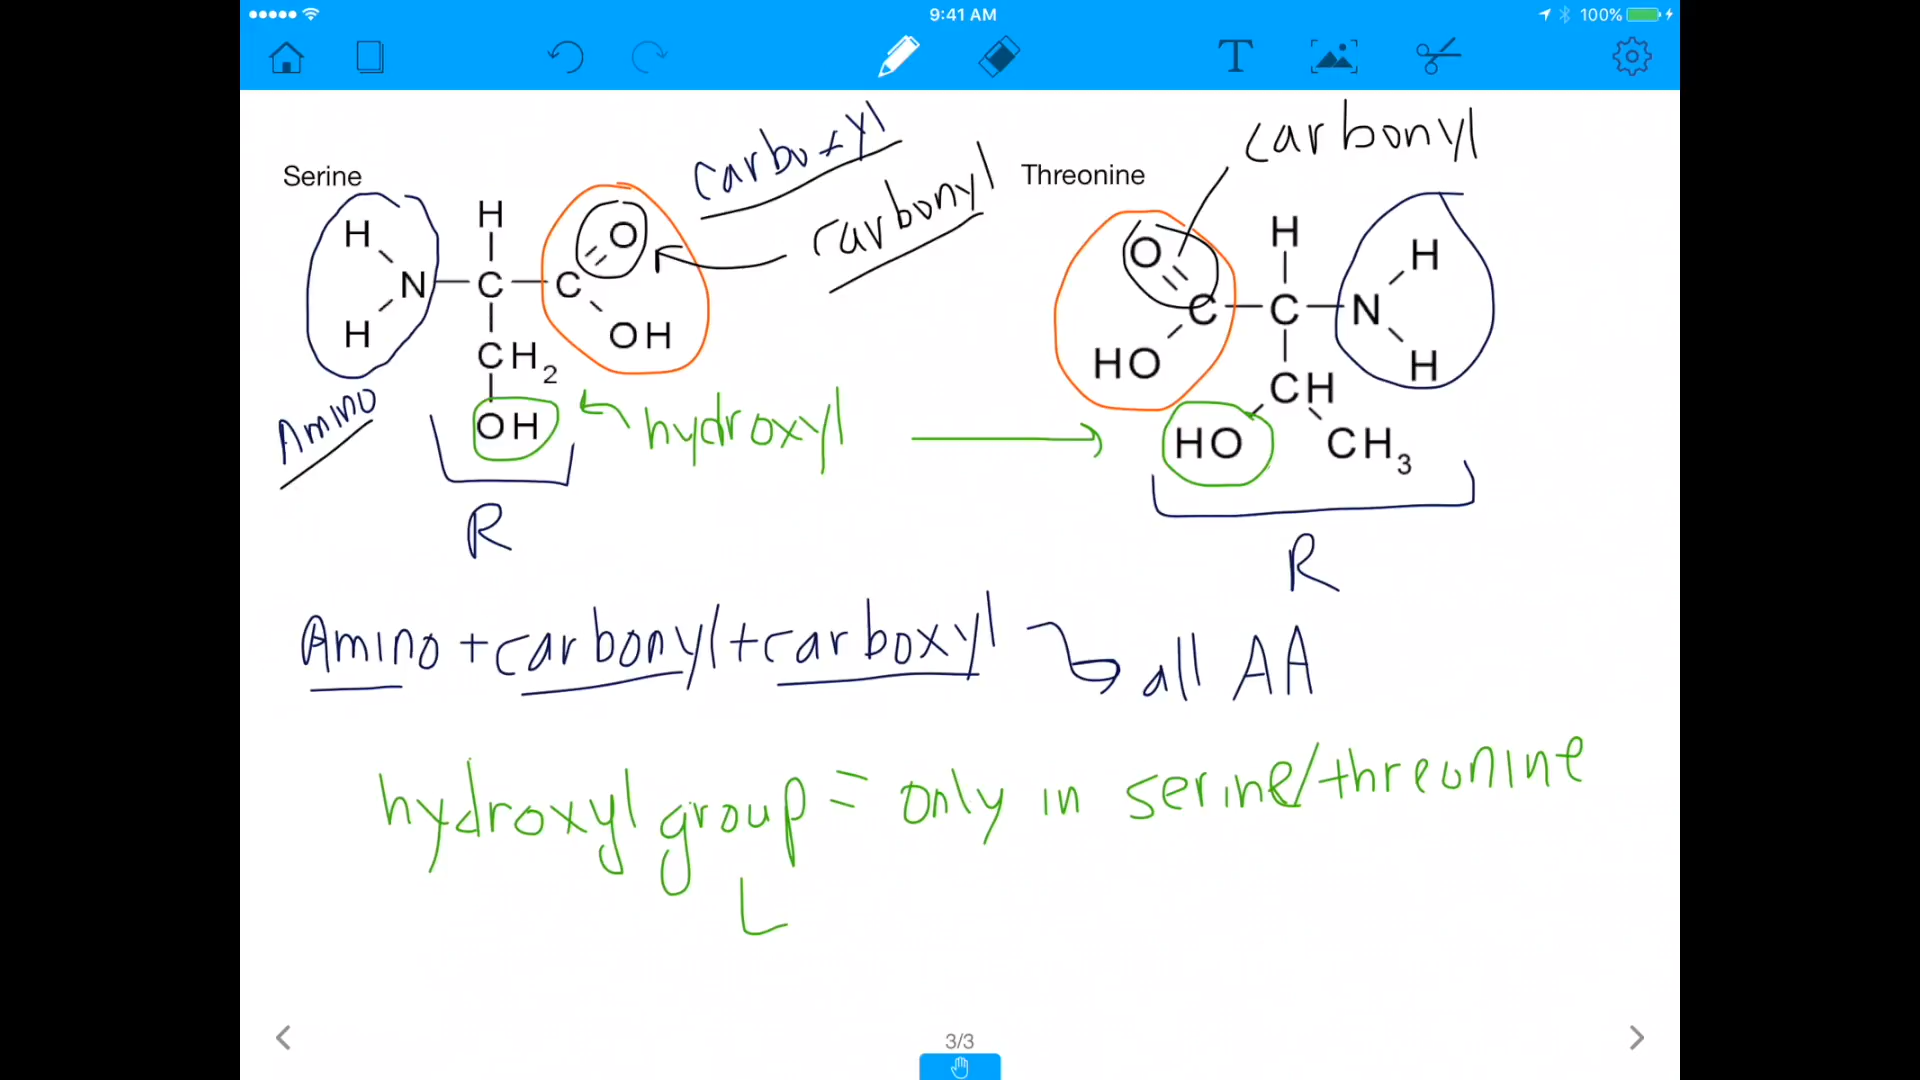 9:41 AM
100%
T
carboxyl
carbonyl
carbonyl
Serine
Threonine
H
H
O
N
C
C
H
OH
CH2
OH
Amino
hydroxyl
R
O
H
H
C
C
N
HO
H
CH
HO
CH3
R
Amino + carbonyl + carboxyl all AA
hydroxyl group = only in serine/threonine
L
3/3